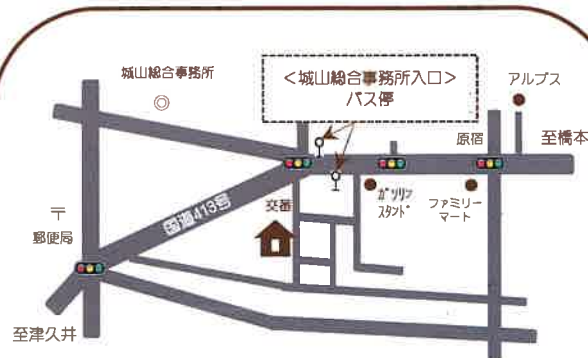 城山総合事務所
＜城山総合事務所入口＞
バス停
アルプス
原宿
至橋本
ガソリン
スタンド
ファミリー
マート
交番
国道413号
〒
郵便局
至津久井